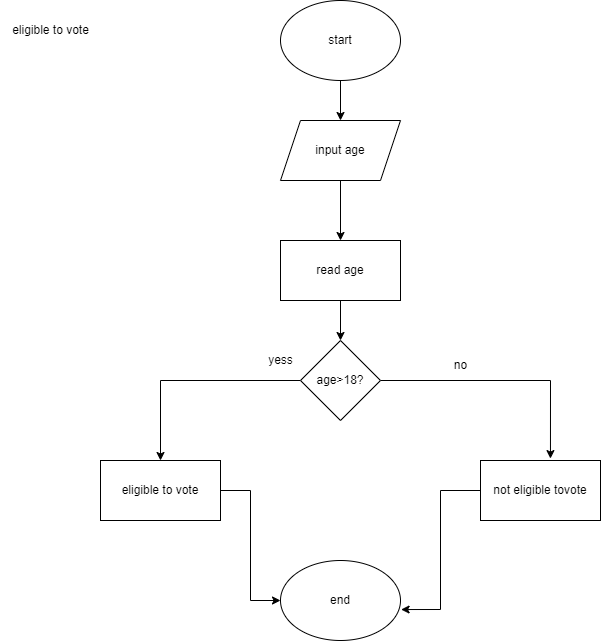 eligible to vote
start
input age
read age
age>18?
yess
no
eligible to vote
not eligible tovote
end